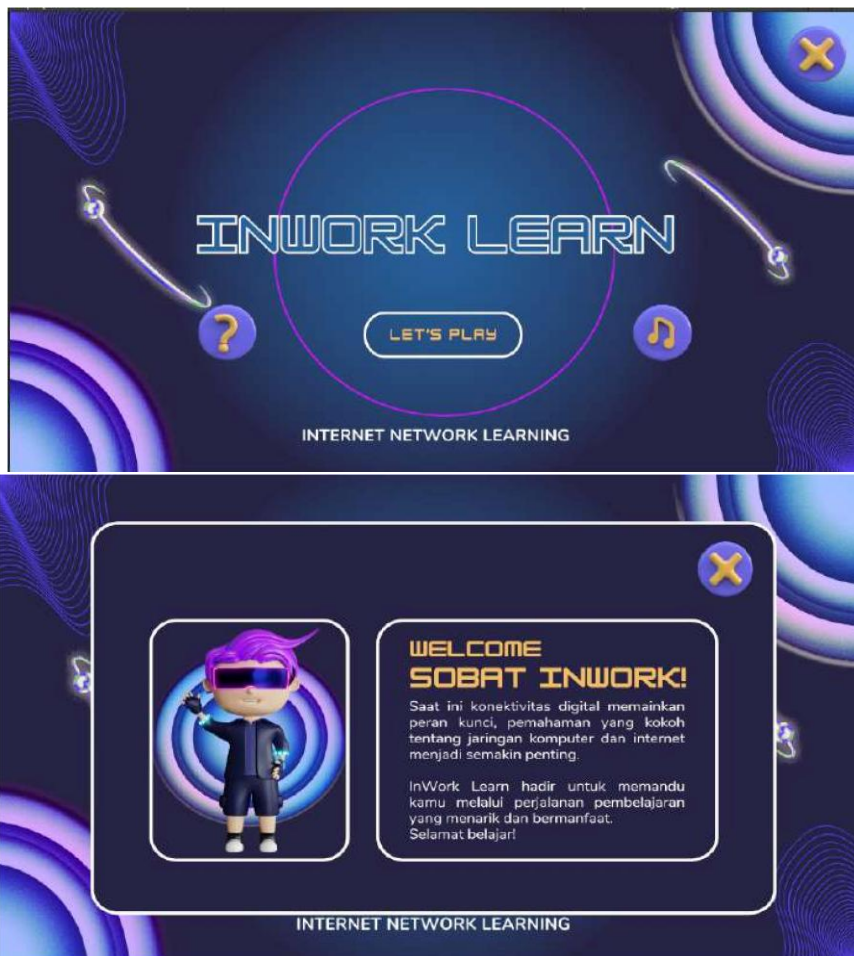 INWORK LEARN
LET'S PLAY
INTERNET NETWORK LEARNING
WELCOME
SOBAT INWORK!
Saat ini konektivitas digital memainkan
peran kunci, pemahaman yang kokoh
tentang jaringan komputer dan internet
menjadi semakin penting.
InWork Learn hadir untuk memandu
kamu melalui perjalanan pembelajaran
yang menarik dan bermanfaat.
Selamat belajar!
INTERNET NETWORK LEARNING